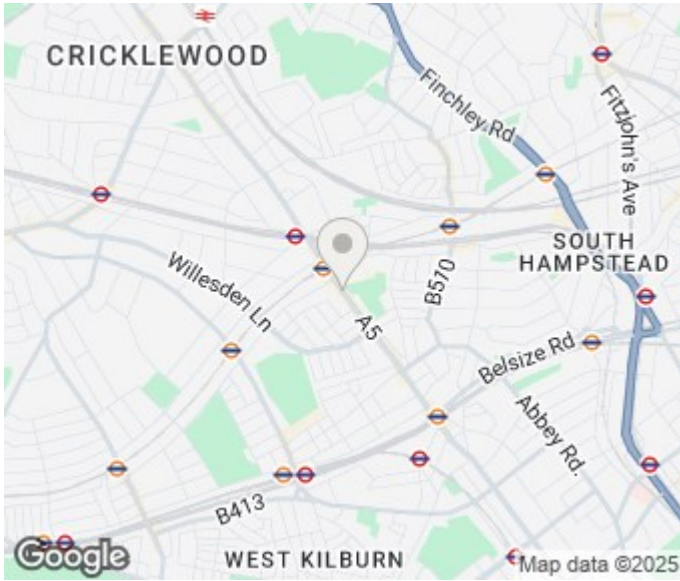 CRICKLEWOOD
Finchley Rd
Fitzjohn's Ave
SOUTH
HAMPSTEAD
Willesden Ln
B510
A5
Belsize Rd
Abbey Rd.
B413
WEST KILBURN
Google
Map data ©2025